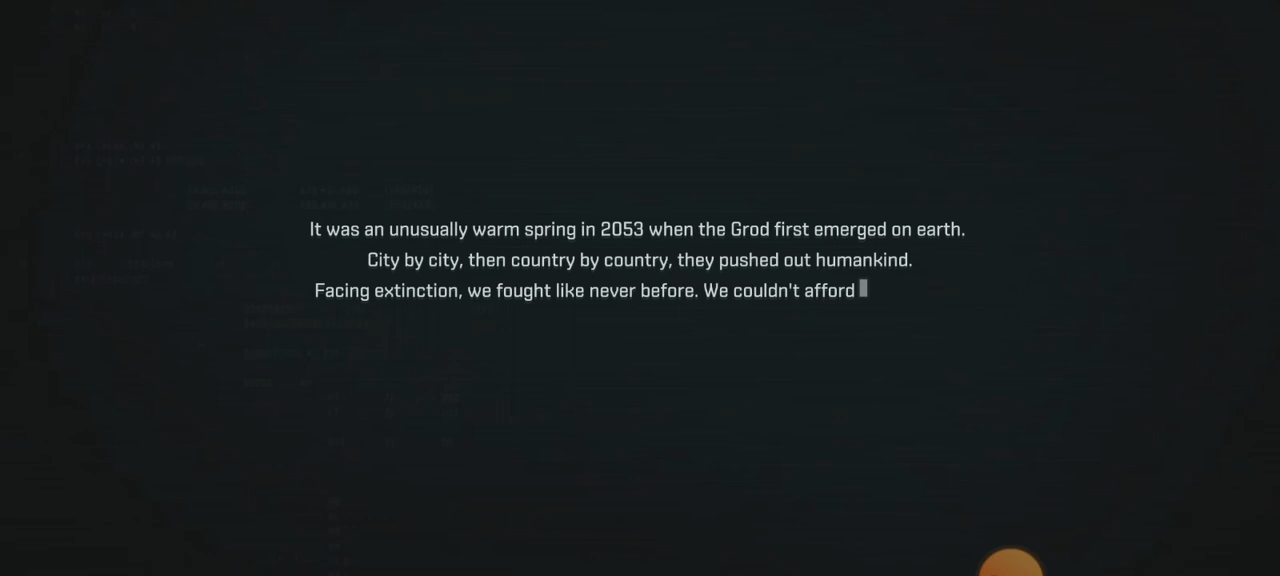 It was an unusually warm spring in 2053 when the Grod first emerged on earth.
City by city, then country by country, they pushed out humankind.
Facing extinction, we fought like never before. We couldn't afford